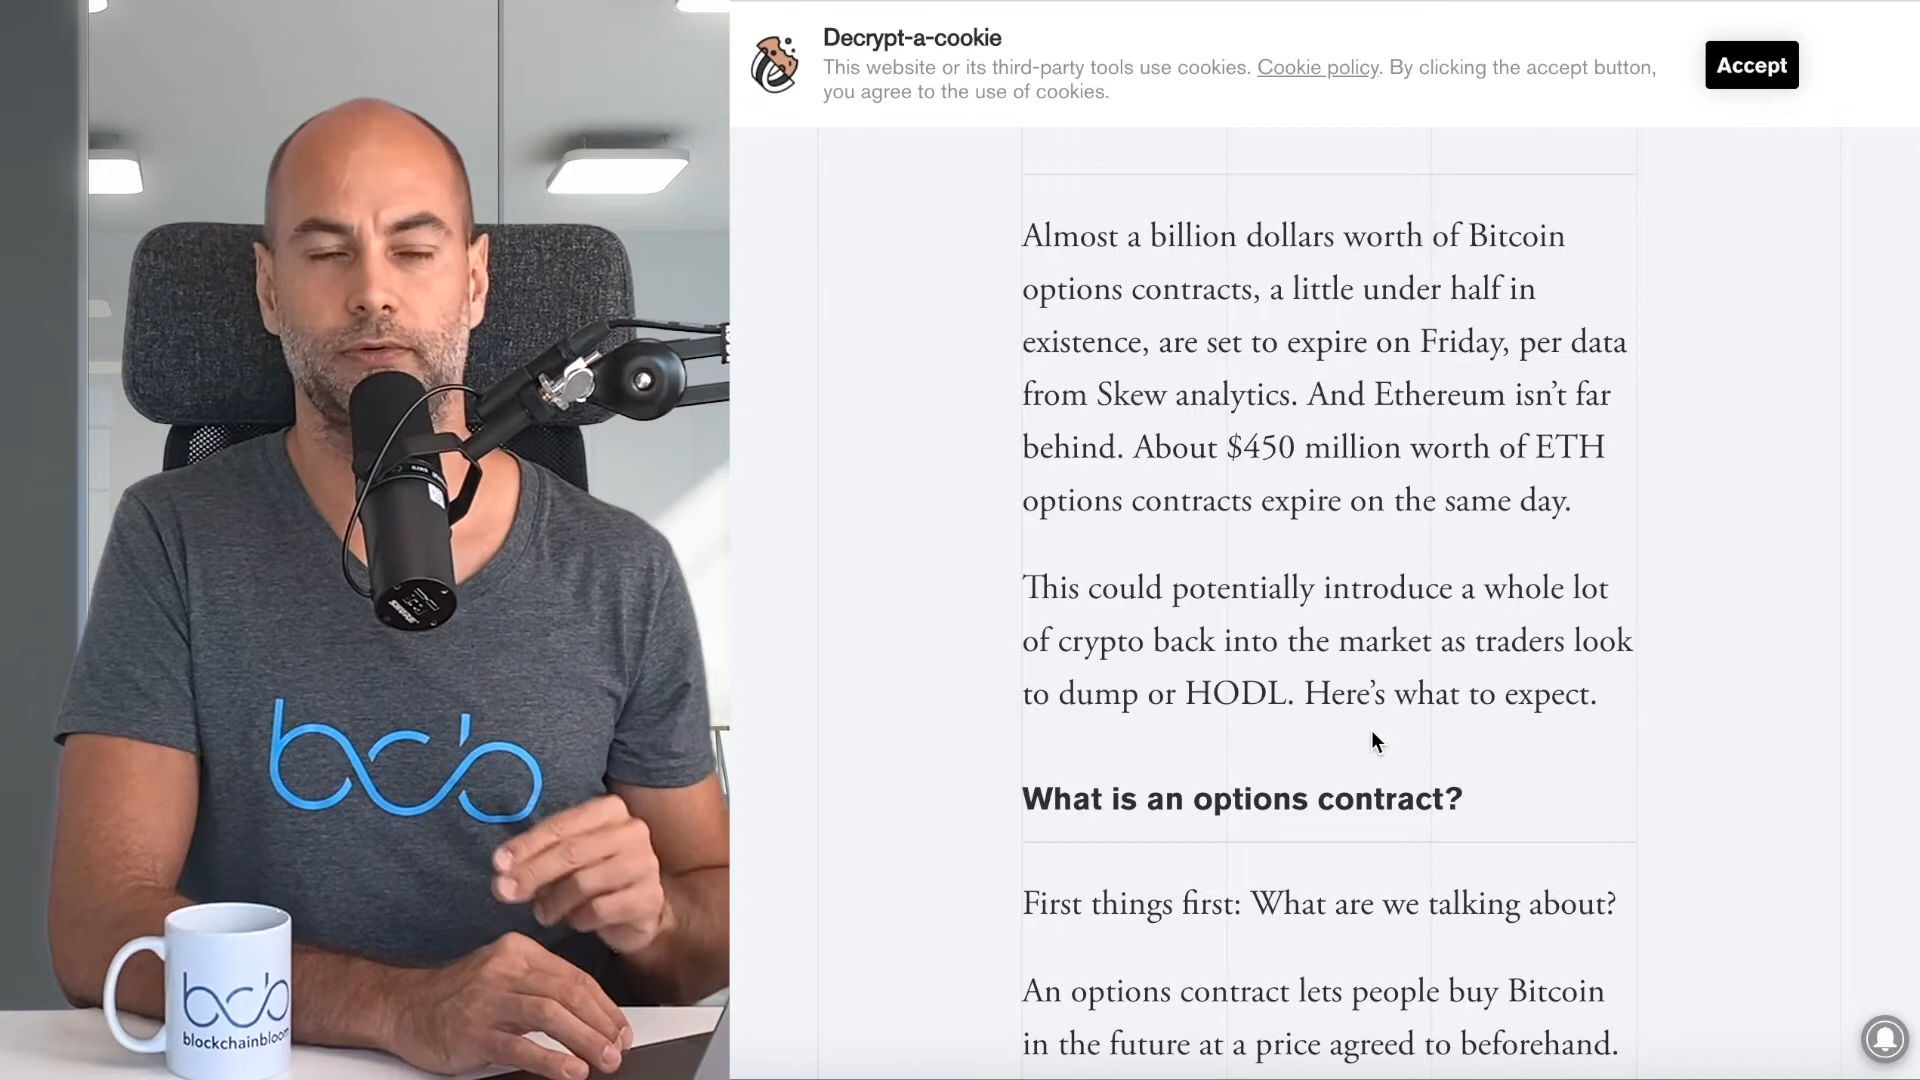 Decrypt-a-cookie
This website or its third-party tools use cookies. Cookie policy. By clicking the accept button,
you agree to the use of cookies.
Accept
Almost a billion dollars worth of Bitcoin
options contracts, a little under half in
existence, are set to expire on Friday, per data
from Skew analytics. And Ethereum isn’t far
behind. About $450 million worth of ETH
options contracts expire on the same day.
This could potentially introduce a whole lot
of crypto back into the market as traders look
to dump or HODL. Here’s what to expect.
What is an options contract?
First things first: What are we talking about?
An options contract lets people buy Bitcoin
in the future at a price agreed to beforehand.
bcb
bcb
blockchainbloom
SHURE